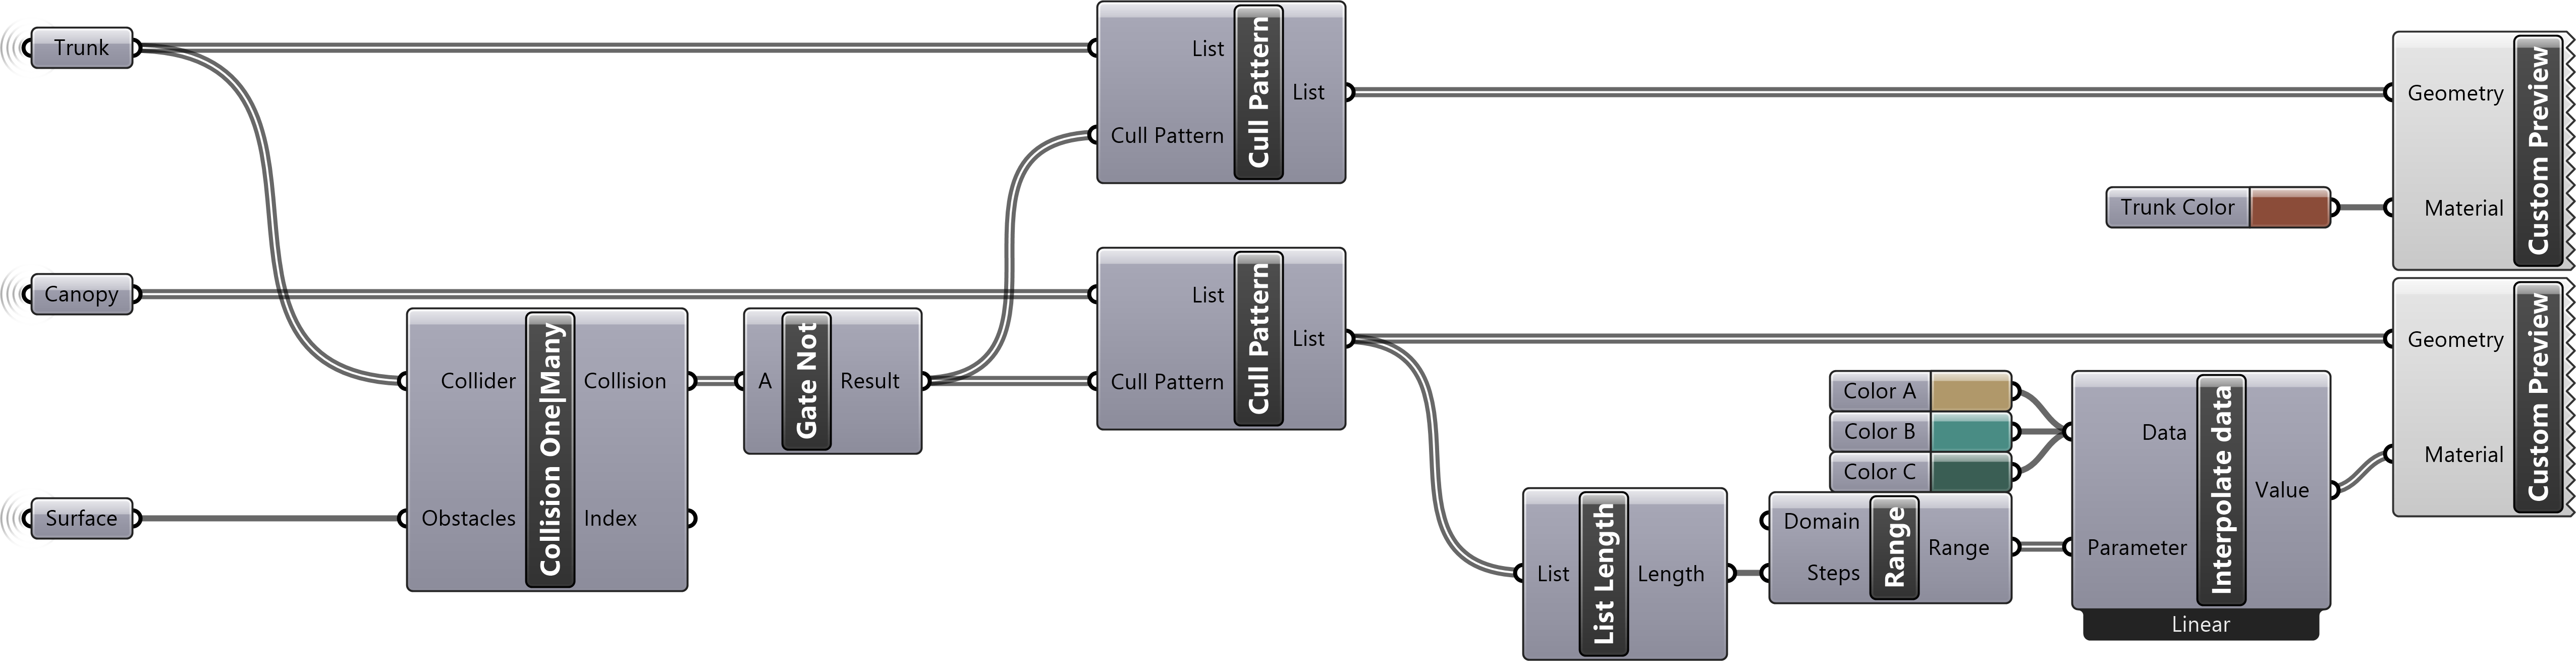 Trunk
List
Cull Pattern
Cull Pattern
List
Geometry
Material
Custom Preview
Trunk Color
Canopy
List
Cull Pattern
Cull Pattern
List
Geometry
Material
Custom Preview
Surface
Collider
Obstacles
Collision One|Many
Collision
Index
A
Gate Not
Result
List
List Length
Length
Color A
Color B
Color C
Domain
Steps
Range
Range
Data
Parameter
Interpolate data
Value
Linear